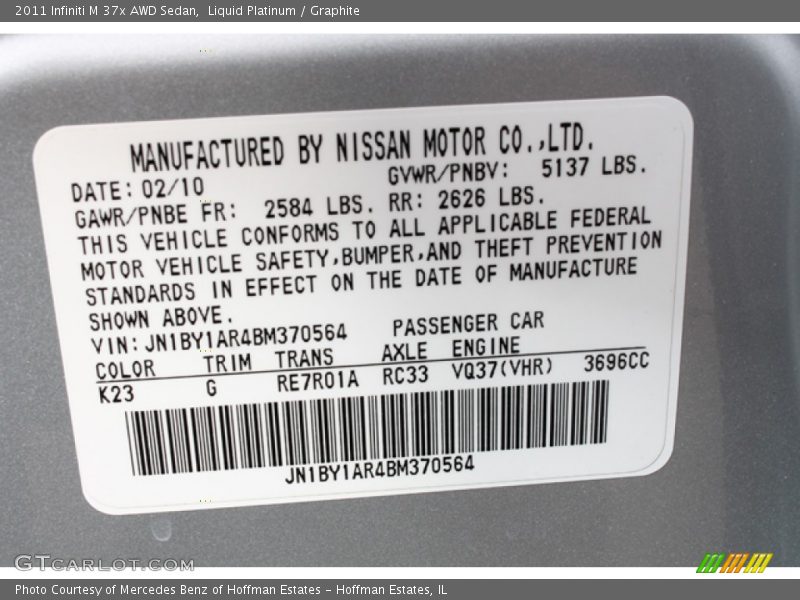 2011 Infiniti M 37x AWD Sedan,  Liquid Platinum / Graphite
MANUFACTURED BY NISSAN MOTOR CO.,LTD.
DATE: 02/10 GVWR/PNBV: 5137 LBS.
GAWR/PNBE FR: 2584 LBS. RR: 2626 LBS.
THIS VEHICLE CONFORMS TO ALL APPLICABLE FEDERAL
MOTOR VEHICLE SAFETY,BUMPER,AND THEFT PREVENTION
STANDARDS IN EFFECT ON THE DATE OF MANUFACTURE
SHOWN ABOVE.
VIN: JN1BY1AR4BM370564 PASSENGER CAR
COLOR TRIM TRANS AXLE ENGINE
K23 G RE7R01A RC33 VQ37(VHR) 3696CC
JN1BY1AR4BM370564
GTCARLOT.COM
Photo Courtesy of Mercedes Benz of Hoffman Estates - Hoffman Estates, IL